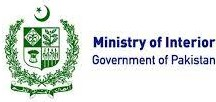 Ministry of Interior
Government of Pakistan